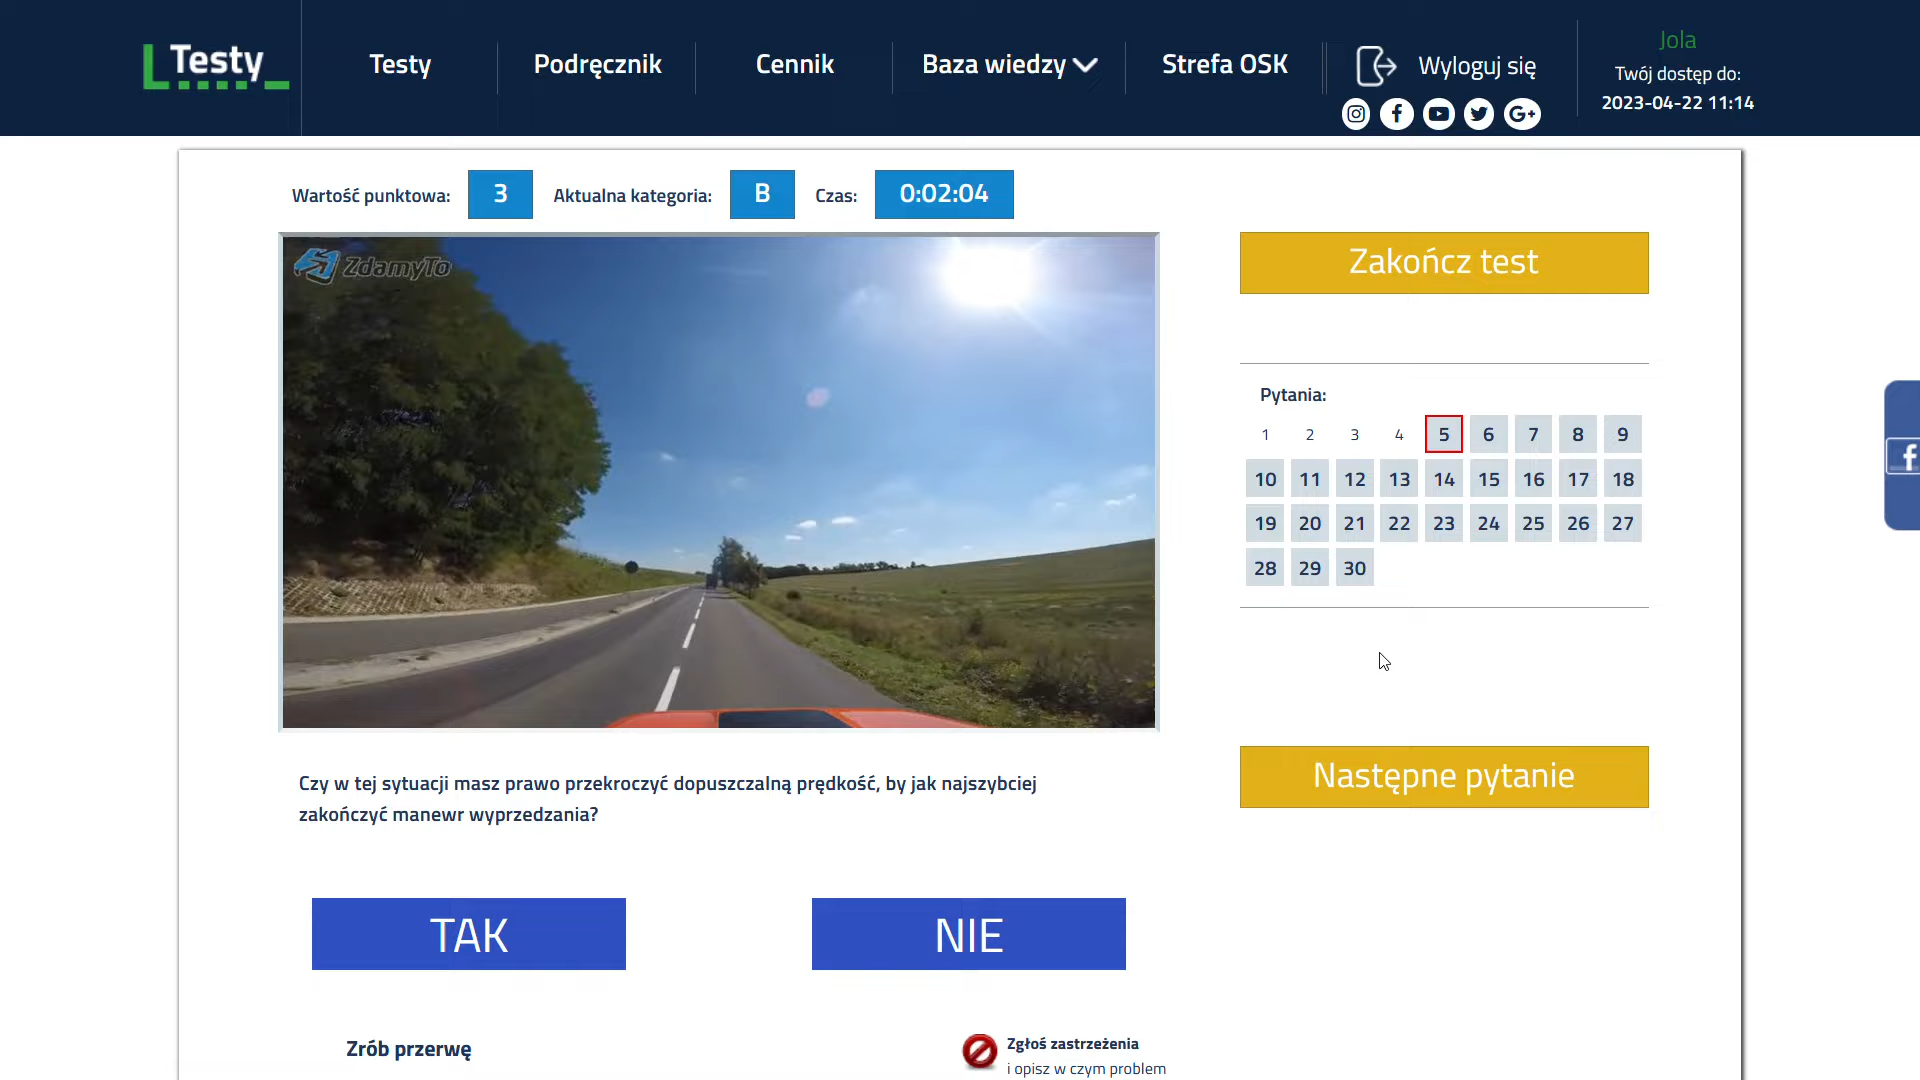 Testy
Testy
Podręcznik
Cennik
Baza wiedzy
Strefa OSK
Wyloguj się
Jola
Twój dostęp do:
2023-04-22 11:14
Wartość punktowa: 3 Aktualna kategoria: B Czas: 0:02:04
ZdamyTo
Zakończ test
Pytania:
1 2 3 4 5 6 7 8 9
10 11 12 13 14 15 16 17 18
19 20 21 22 23 24 25 26 27
28 29 30
Następne pytanie
Czy w tej sytuacji masz prawo przekroczyć dopuszczalną prędkość, by jak najszybciej
zakończyć manewr wyprzedzania?
TAK
NIE
Zrób przerwę
Zgłoś zastrzeżenia
i opisz w czym problem